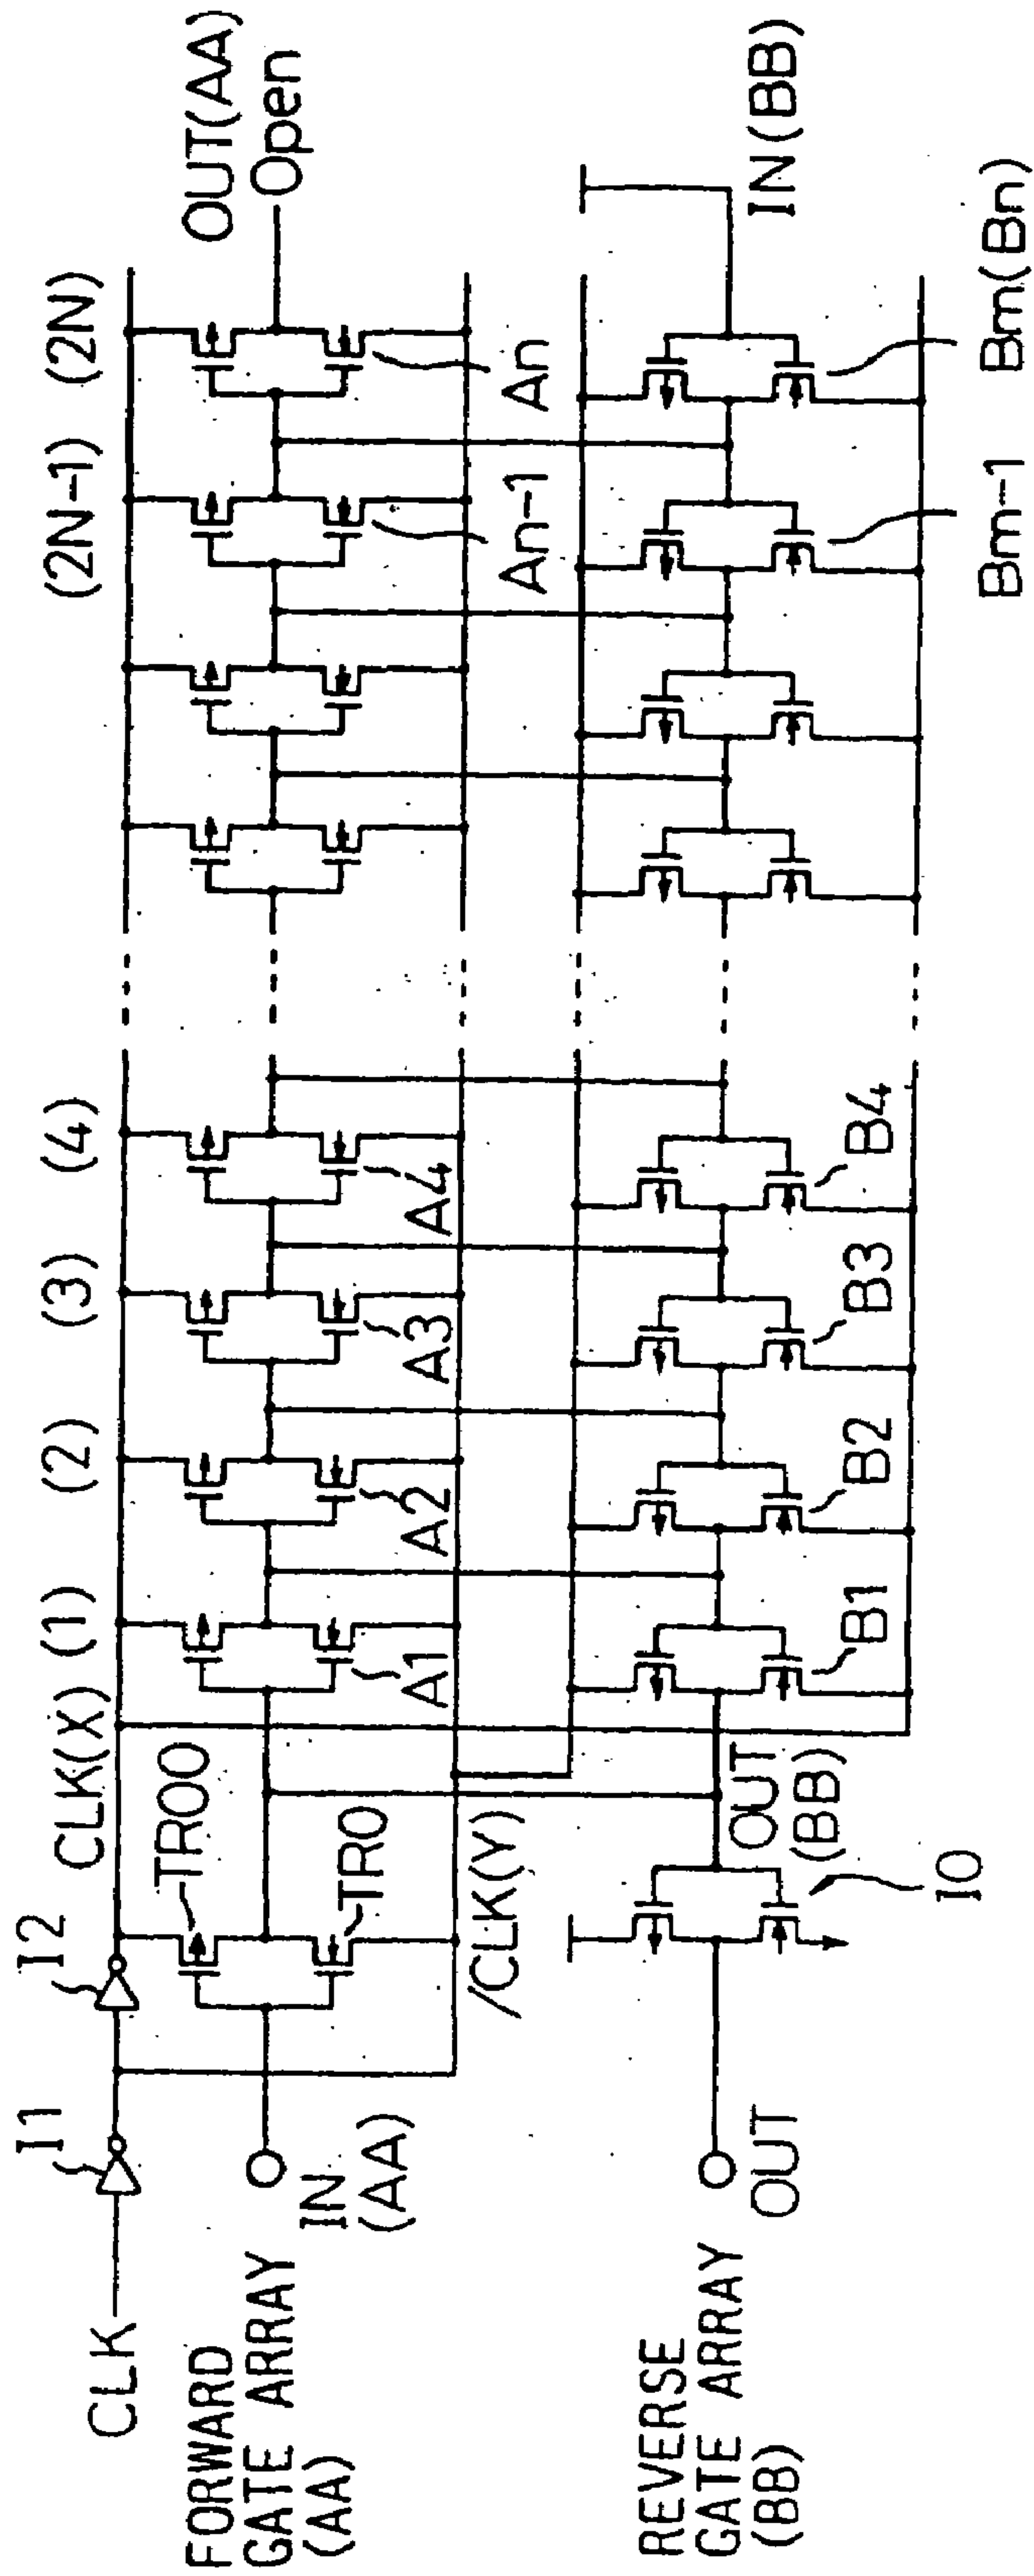 CLK
I1
I2
CLK(X)
(1)
(2)
(3)
(4)
(2N-1)
(2N)
FORWARD
GATE ARRAY
(AA)
IN
(AA)
TR00
TR0
/CLK(Y)
A1
A2
A3
A4
An-1
An
OUT(AA)
Open
REVERSE
GATE ARRAY
(BB)
OUT
I0
OUT
(BB)
B1
B2
B3
B4
Bm-1
Bm(Bn)
IN(BB)